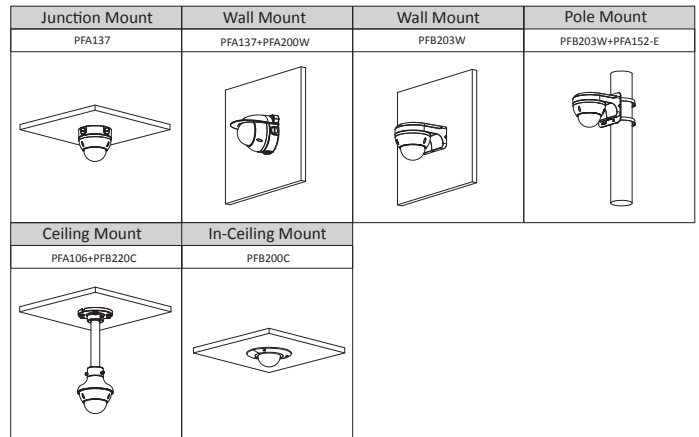 Junction Mount
PFA137
Wall Mount
PFA137+PFA200W
Wall Mount
PFB203W
Pole Mount
PFB203W+PFA152-E
Ceiling Mount
PFA106+PFB220C
In-Ceiling Mount
PFB200C